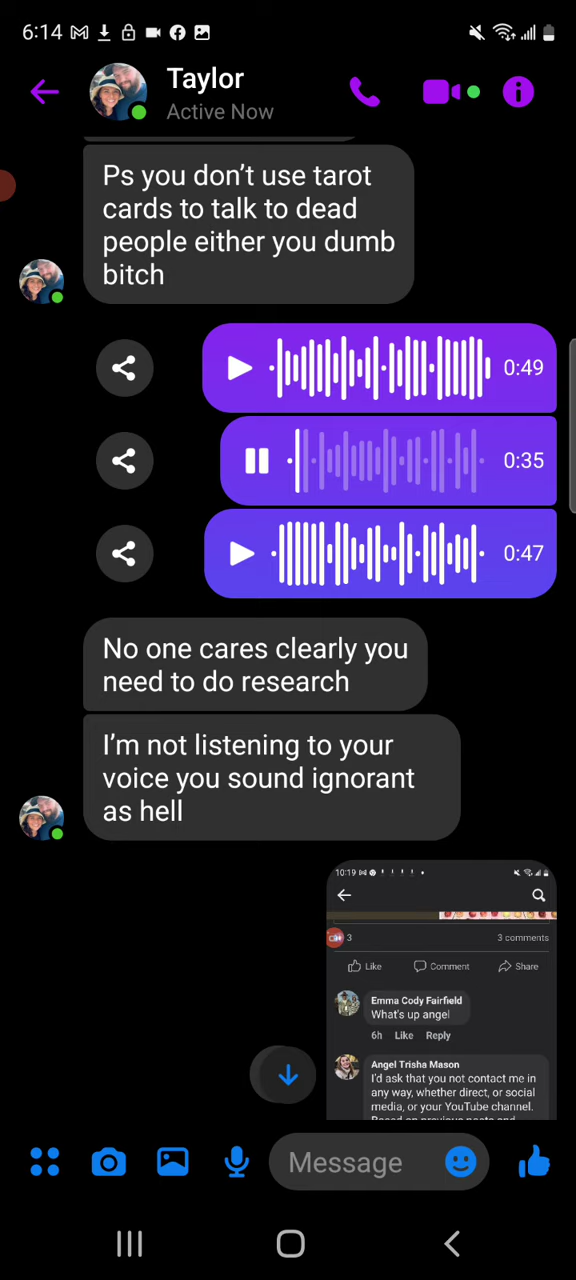 6:14
Taylor
Active Now
Ps you don't use tarot
cards to talk to dead
people either you dumb
bitch
0:49
0:35
0:47
No one cares clearly you
need to do research
I'm not listening to your
voice you sound ignorant
as hell
10:19
3
3 comments
Like
Comment
Share
Emma Cody Fairfield
What's up angel
6h Like Reply
Angel Trisha Mason
I'd ask that you not contact me in
any way, whether direct, or social
media, or your YouTube channel.
Message